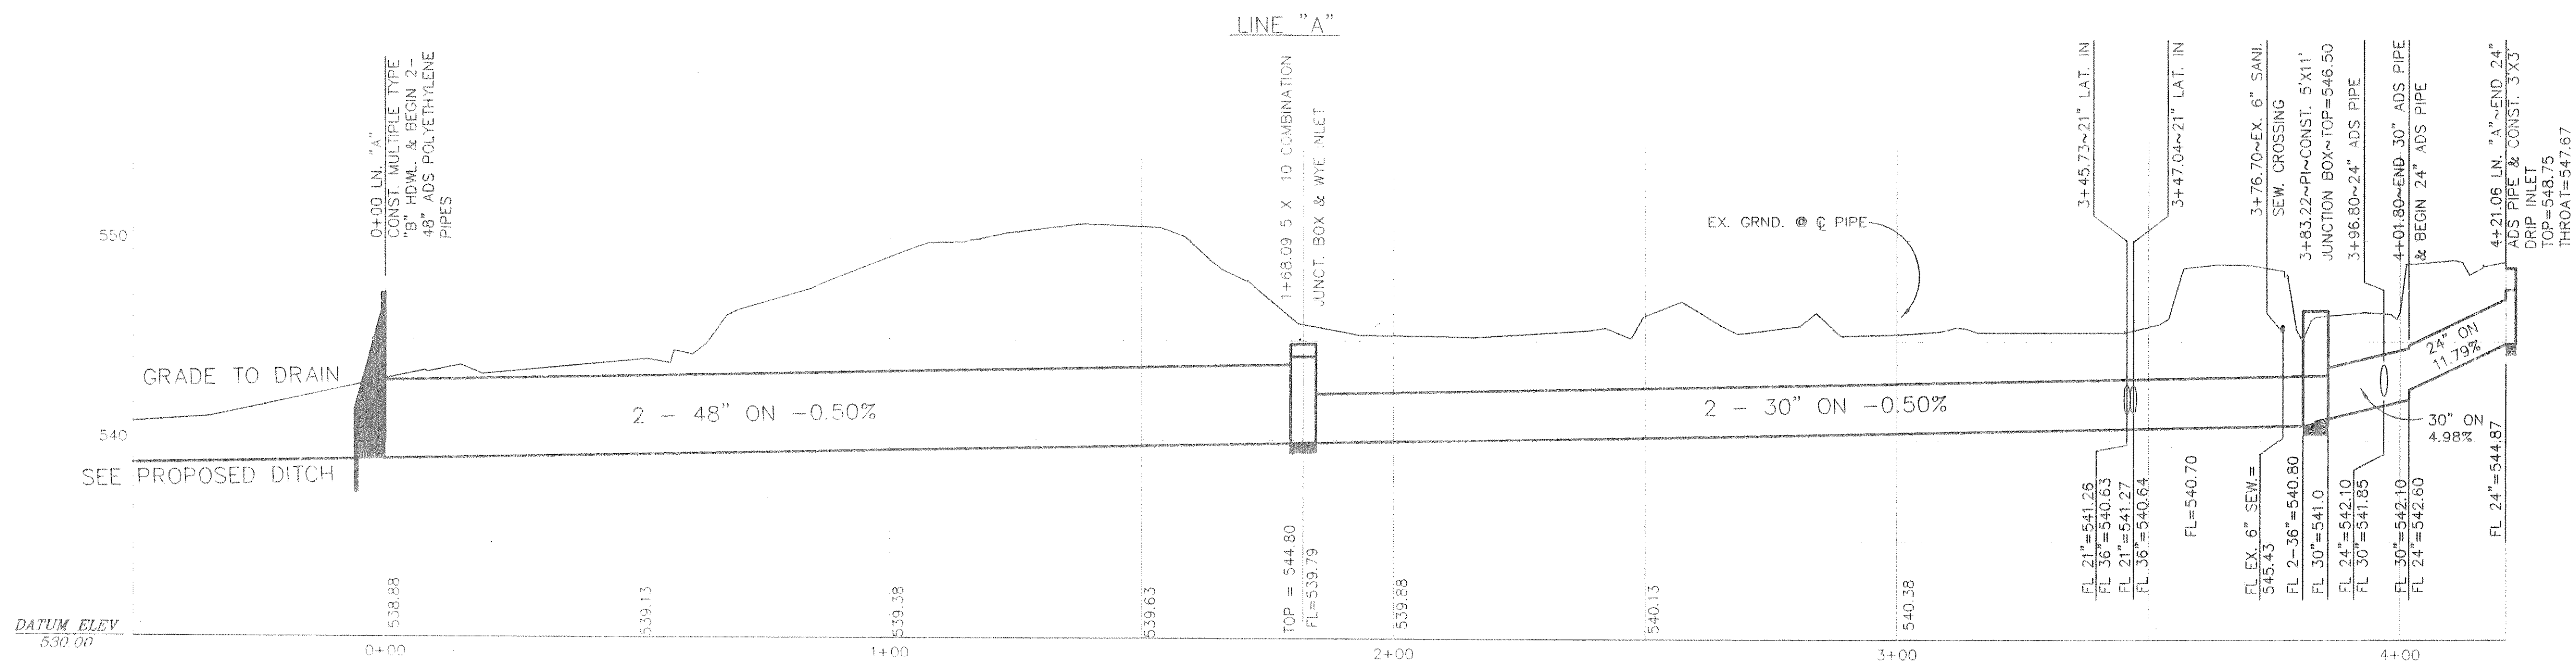 LINE "A"
0+00 LN. "A"
CONST. MULTIPLE TYPE
"B" HDWL. & BEGIN 2-
48" ADS POLYETHYLENE
PIPES
1+68.09 5 X 10 COMBINATION
JUNCT. BOX & WYE INLET
3+45.73~21" LAT. IN
3+47.04~21" LAT. IN
3+76.70~EX. 6" SANI.
SEW. CROSSING
3+83.22~PI~CONST. 5'X11'
JUNCTION BOX~TOP=546.50
3+96.80~24" ADS PIPE
4+01.80~END 30" ADS PIPE
& BEGIN 24" ADS PIPE
4+21.06 LN. "A"~END 24"
ADS PIPE & CONST. 3'X3'
DRIP INLET
TOP=548.75
THROAT=547.67
550
EX. GRND. @ ℄ PIPE
GRADE TO DRAIN
2 - 48" ON -0.50%
2 - 30" ON -0.50%
24" ON
11.79%
30" ON
4.98%
540
SEE PROPOSED DITCH
538.88
539.13
539.38
539.63
TOP = 544.80
FL=539.79
539.88
540.13
540.38
FL 21"=541.26
FL 36"=540.63
FL 21"=541.27
FL 36"=540.64
FL=540.70
FL EX. 6" SEW.=
545.43
FL 2-36"=540.80
FL 30"=541.0
FL 24"=542.10
FL 30"=541.85
FL 30"=542.10
FL 24"=542.60
FL 24"=544.87
DATUM ELEV
530.00
0+00
1+00
2+00
3+00
4+00